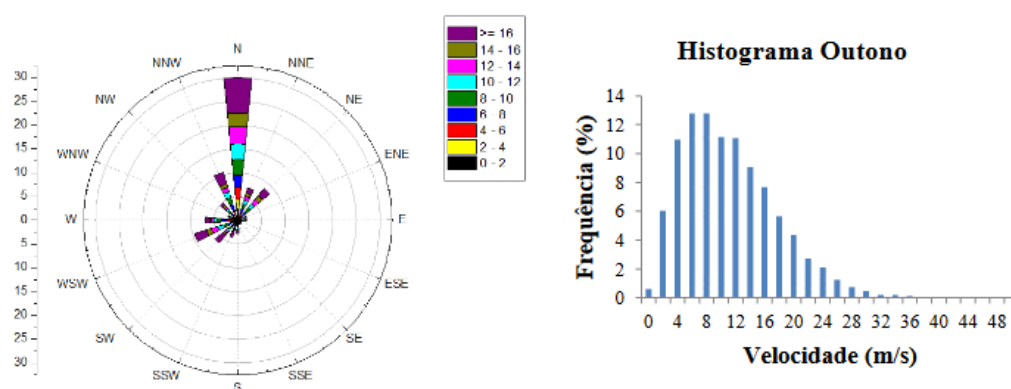 N
NNE
NE
ENE
E
ESE
SE
SSE
S
SSW
SW
WSW
W
WNW
NW
NNW
30
25
20
15
10
5
0
5
10
15
20
25
30
>= 16
14 - 16
12 - 14
10 - 12
8 - 10
6 - 8
4 - 6
2 - 4
0 - 2
Histograma Outono
Frequência (%)
14
12
10
8
6
4
2
0
0 4 8 12 16 20 24 28 32 36 40 44 48
Velocidade (m/s)